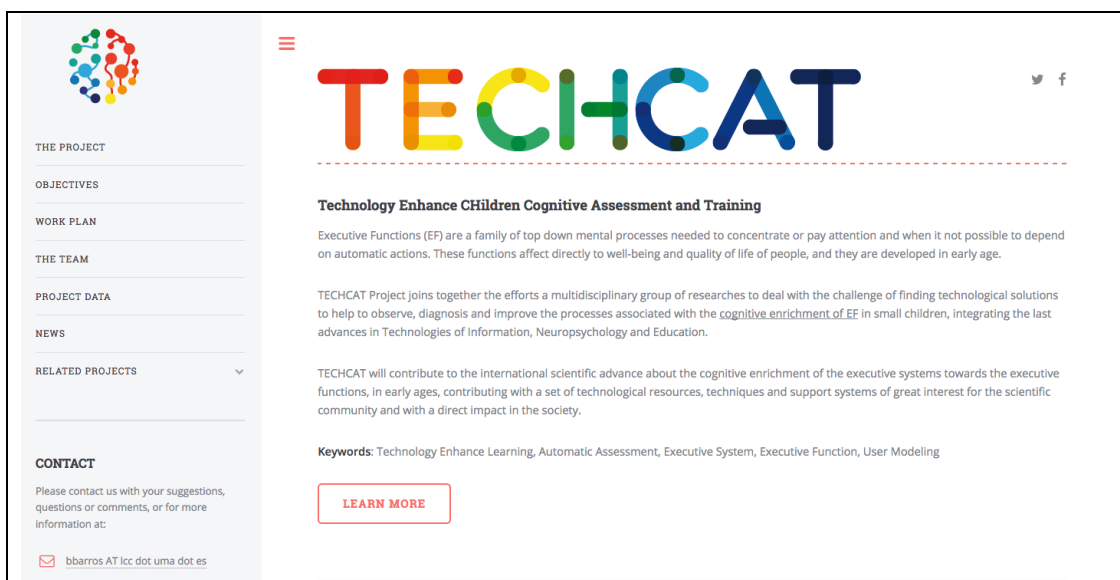 THE PROJECT
OBJECTIVES
WORK PLAN
THE TEAM
PROJECT DATA
NEWS
RELATED PROJECTS
CONTACT
Please contact us with your suggestions,
questions or comments, or for more
information at:
bbarros AT lcc dot uma dot es
TECHCAT
Technology Enhance CHildren Cognitive Assessment and Training
Executive Functions (EF) are a family of top down mental processes needed to concentrate or pay attention and when it not possible to depend
on automatic actions. These functions affect directly to well-being and quality of life of people, and they are developed in early age.
TECHCAT Project joins together the efforts a multidisciplinary group of researches to deal with the challenge of finding technological solutions
to help to observe, diagnosis and improve the processes associated with the cognitive enrichment of EF in small children, integrating the last
advances in Technologies of Information, Neuropsychology and Education.
TECHCAT will contribute to the international scientific advance about the cognitive enrichment of the executive systems towards the executive
functions, in early ages, contributing with a set of technological resources, techniques and support systems of great interest for the scientific
community and with a direct impact in the society.
Keywords: Technology Enhance Learning, Automatic Assessment, Executive System, Executive Function, User Modeling
LEARN MORE